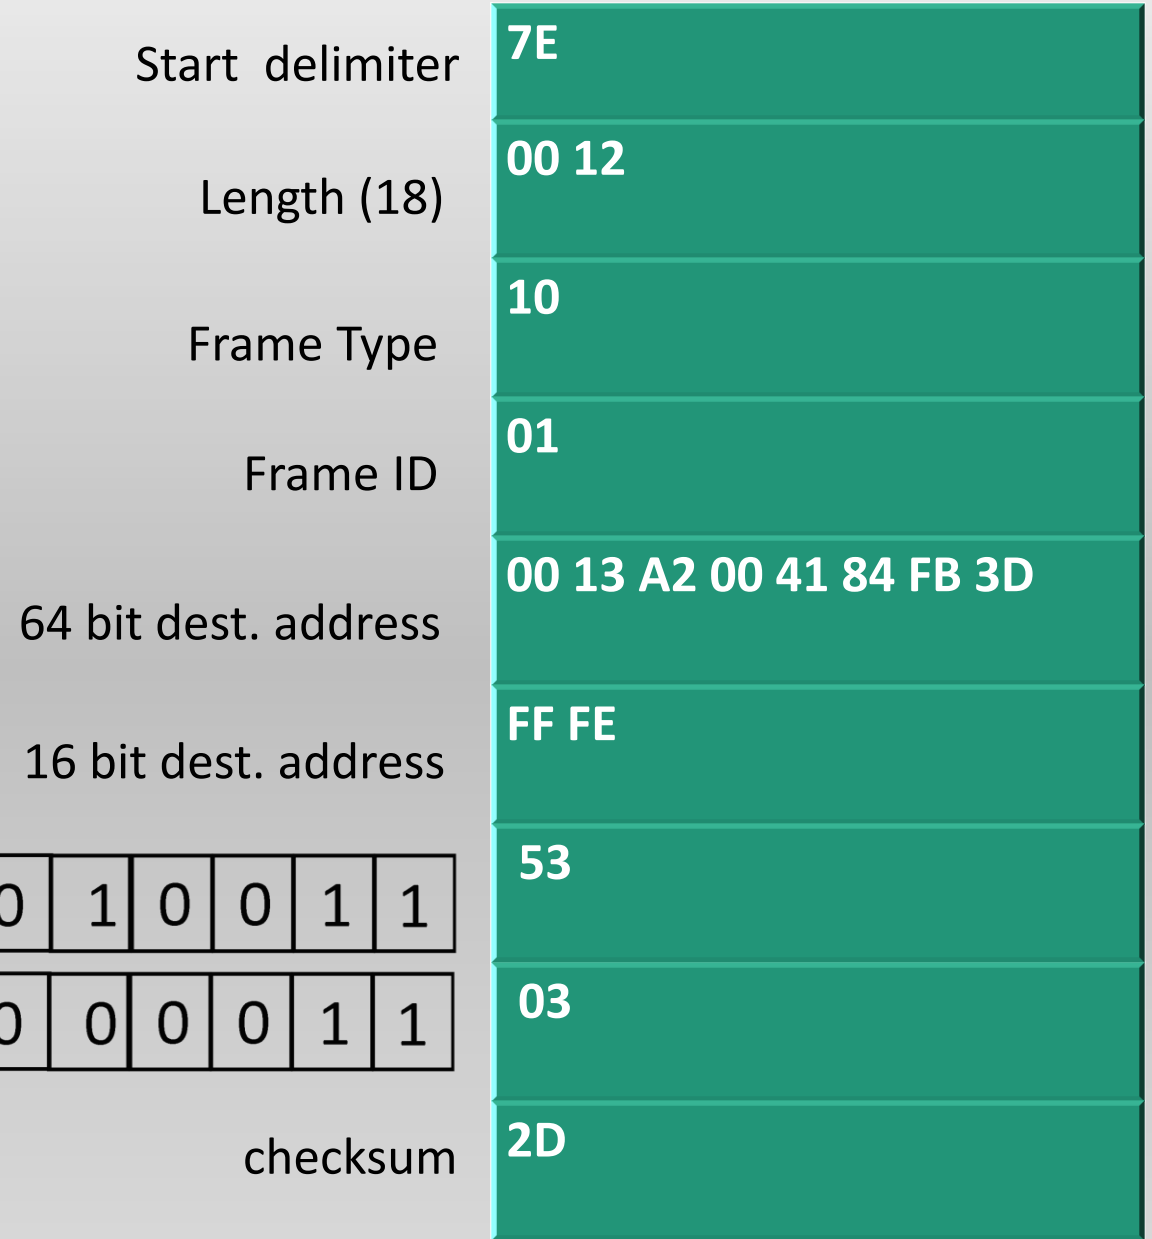 Start delimiter 7E
Length (18) 00 12
Frame Type 10
Frame ID 01
64 bit dest. address 00 13 A2 00 41 84 FB 3D
16 bit dest. address FF FE
0 1 0 0 1 1 53
0 0 0 0 1 1 03
checksum 2D